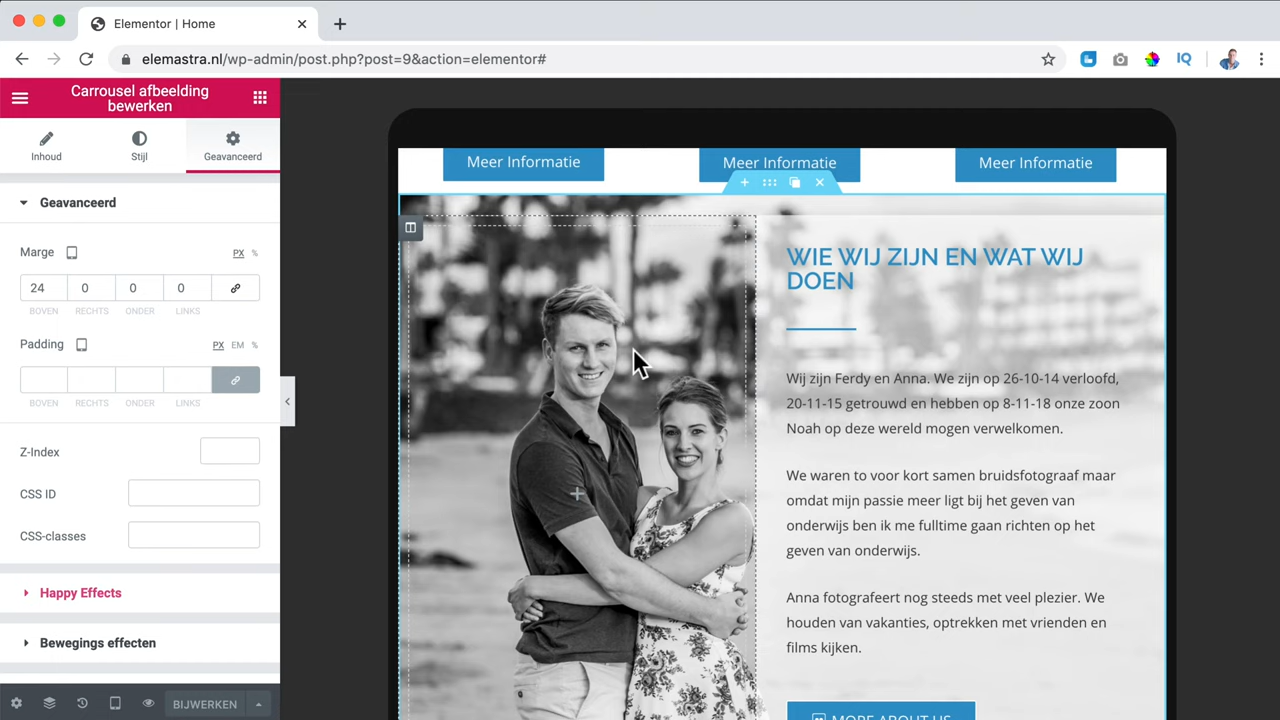 Elementor | Home
elemastra.nl/wp-admin/post.php?post=9&action=elementor#
IQ
Carrousel afbeelding
bewerken
Inhoud
Stijl
Geavanceerd
Geavanceerd
Marge
PX %
24 0 0 0
BOVEN RECHTS ONDER LINKS
Padding
PX EM %
BOVEN RECHTS ONDER LINKS
Z-Index
CSS ID
CSS-classes
Happy Effects
Bewegings effecten
BIJWERKEN
Meer Informatie
Meer Informatie
Meer Informatie
WIE WIJ ZIJN EN WAT WIJ
DOEN
Wij zijn Ferdy en Anna. We zijn op 26-10-14 verloofd,
20-11-15 getrouwd en hebben op 8-11-18 onze zoon
Noah op deze wereld mogen verwelkomen.
We waren to voor kort samen bruidsfotograaf maar
omdat mijn passie meer ligt bij het geven van
onderwijs ben ik me fulltime gaan richten op het
geven van onderwijs.
Anna fotografeert nog steeds met veel plezier. We
houden van vakanties, optrekken met vrienden en
films kijken.
MORE ABOUT US